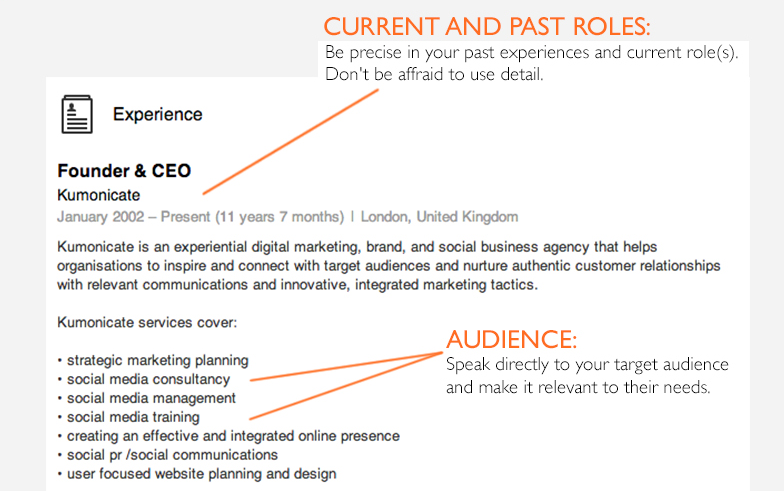 CURRENT AND PAST ROLES:
Be precise in your past experiences and current role(s).
Don't be affraid to use detail.
Experience
Founder & CEO
Kumonicate
January 2002 – Present (11 years 7 months) | London, United Kingdom
Kumonicate is an experiential digital marketing, brand, and social business agency that helps
organisations to inspire and connect with target audiences and nurture authentic customer relationships
with relevant communications and innovative, integrated marketing tactics.
Kumonicate services cover:
• strategic marketing planning
• social media consultancy
• social media management
• social media training
• creating an effective and integrated online presence
• social pr /social communications
• user focused website planning and design
AUDIENCE:
Speak directly to your target audience
and make it relevant to their needs.